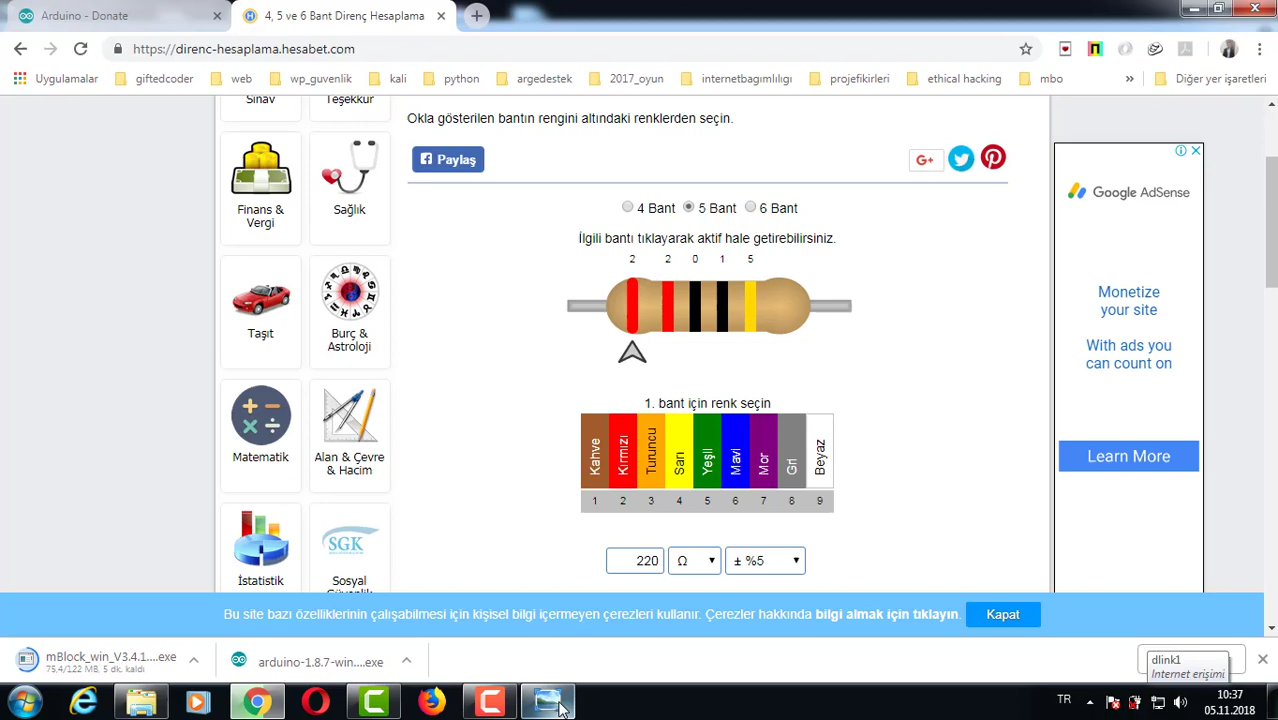 Arduino - Donate
4, 5 ve 6 Bant Direnç Hesaplama
https://direnc-hesaplama.hesabet.com
Uygulamalar
giftedcoder
web
wp_guvenlik
kali
python
argedestek
2017_oyun
internetbagımlılıgı
projefikirleri
ethical hacking
mbo
»
Diğer yer işaretleri
Sınav
Teşekkür
Okla gösterilen bantın rengini altındaki renklerden seçin.
Paylaş
G+
Google AdSense
Finans &
Vergi
Sağlık
4 Bant
5 Bant
6 Bant
İlgili bantı tıklayarak aktif hale getirebilirsiniz.
2 2 0 1 5
Monetize
your site
With ads you
can count on
Learn More
Taşıt
Burç &
Astroloji
1. bant için renk seçin
Kahve
Kırmızı
Turuncu
Sarı
Yeşil
Mavi
Mor
Gri
Beyaz
1 2 3 4 5 6 7 8 9
Matematik
Alan & Çevre
& Hacim
220
Ω
± %5
SGK
İstatistik
Sosyal
Bu site bazı özelliklerinin çalışabilmesi için kişisel bilgi içermeyen çerezleri kullanır. Çerezler hakkında bilgi almak için tıklayın.
Kapat
mBlock_win_V3.4.1....exe
75,4/122 MB, 5 dk. kaldı
arduino-1.8.7-win....exe
dlink1
İnternet erişimi
TR
10:37
05.11.2018